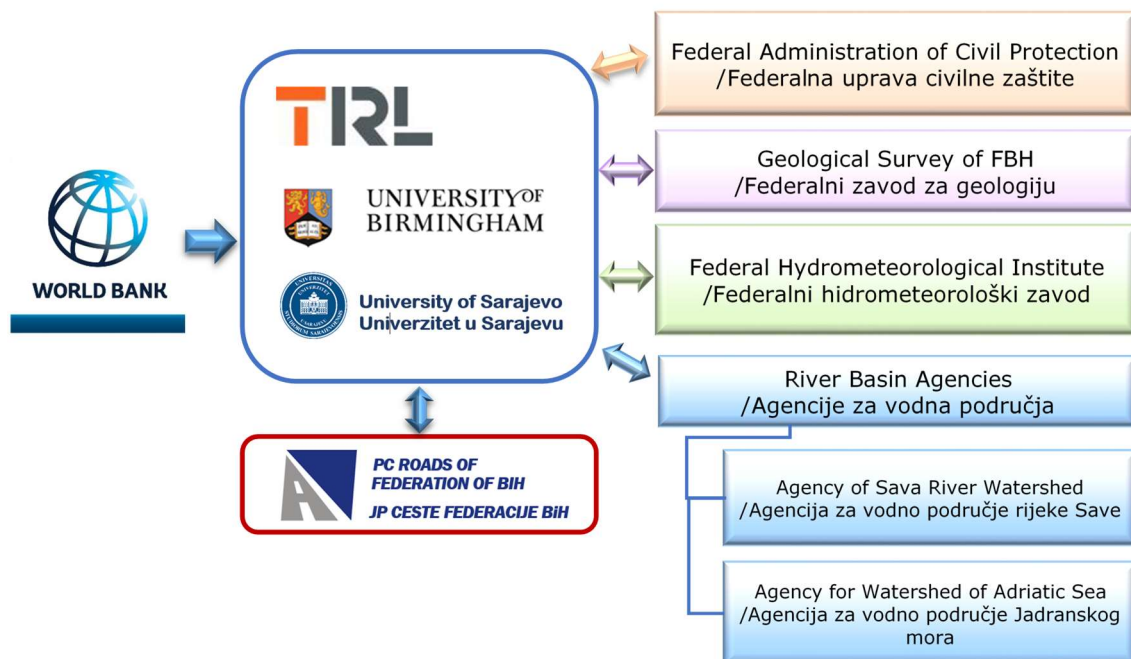 WORLD BANK
TRL
UNIVERSITY OF
BIRMINGHAM
University of Sarajevo
Univerzitet u Sarajevu
PC ROADS OF
FEDERATION OF BIH
JP CESTE FEDERACIJE BiH
Federal Administration of Civil Protection
/Federalna uprava civilne zaštite
Geological Survey of FBH
/Federalni zavod za geologiju
Federal Hydrometeorological Institute
/Federalni hidrometeorološki zavod
River Basin Agencies
/Agencije za vodna područja
Agency of Sava River Watershed
/Agencija za vodno područje rijeke Save
Agency for Watershed of Adriatic Sea
/Agencija za vodno područje Jadranskog
mora